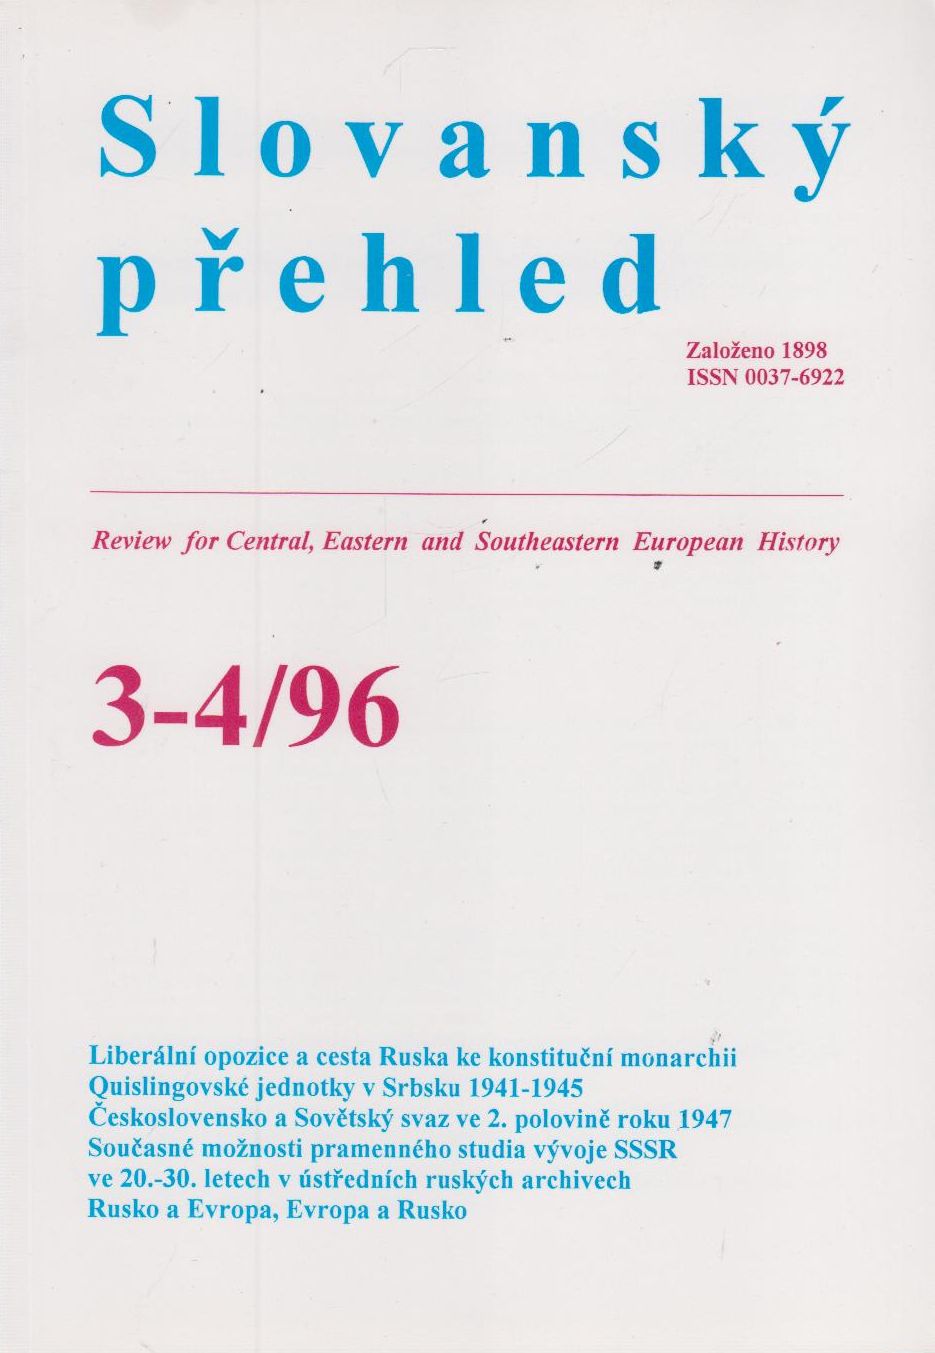 Slovanský
přehled
Založeno 1898
ISSN 0037-6922
Review for Central, Eastern and Southeastern European History
3-4/96
Liberální opozice a cesta Ruska ke konstituční monarchii
Quislingovské jednotky v Srbsku 1941-1945
Československo a Sovětský svaz ve 2. polovině roku 1947
Současné možnosti pramenného studia vývoje SSSR
ve 20.-30. letech v ústředních ruských archivech
Rusko a Evropa, Evropa a Rusko